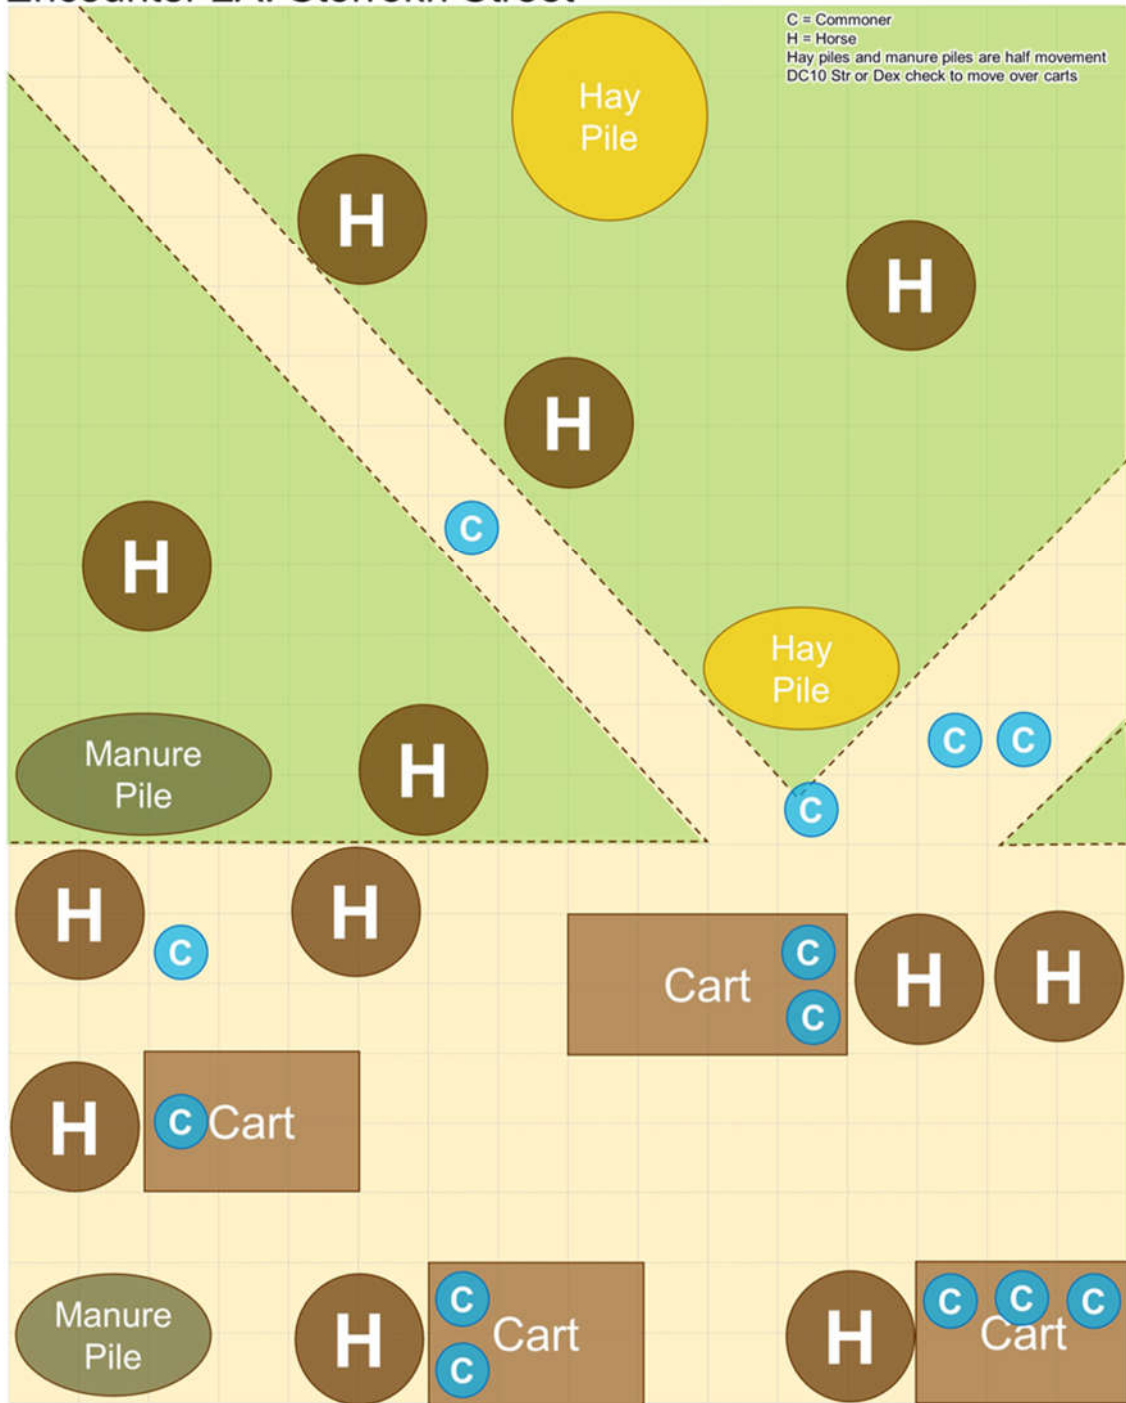 C = Commoner
H = Horse
Hay piles and manure piles are half movement
DC10 Str or Dex check to move over carts
Hay
Pile
H
H
H
C
H
Hay
Pile
C
C
Manure
Pile
H
C
H
H
C
C
Cart
C
H
H
H
C
Cart
Manure
Pile
H
C
C
Cart
H
C
C
C
Cart